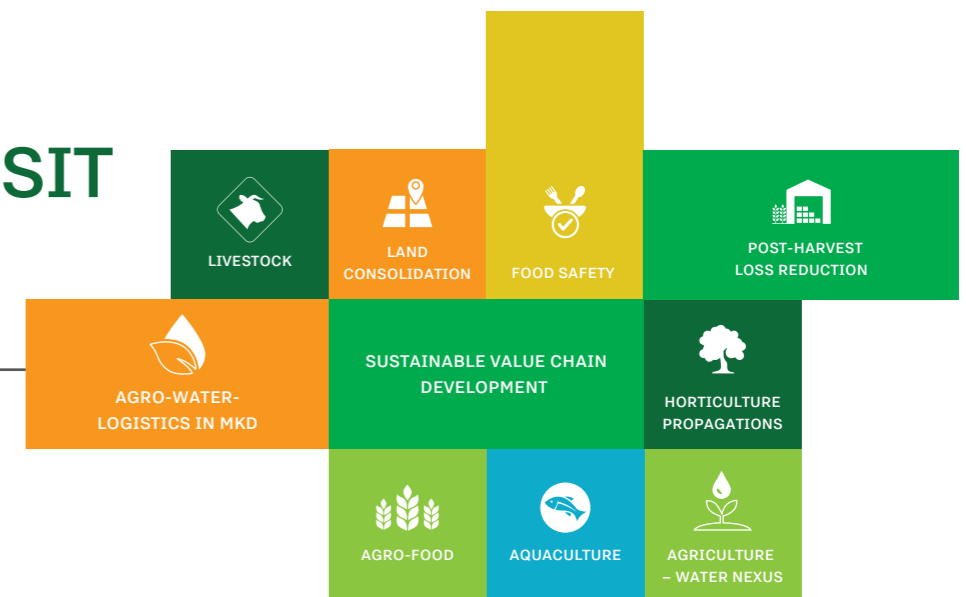 SIT
LIVESTOCK
LAND
CONSOLIDATION
FOOD SAFETY
POST-HARVEST
LOSS REDUCTION
AGRO-WATER-
LOGISTICS IN MKD
SUSTAINABLE VALUE CHAIN
DEVELOPMENT
HORTICULTURE
PROPAGATIONS
AGRO-FOOD
AQUACULTURE
AGRICULTURE
– WATER NEXUS